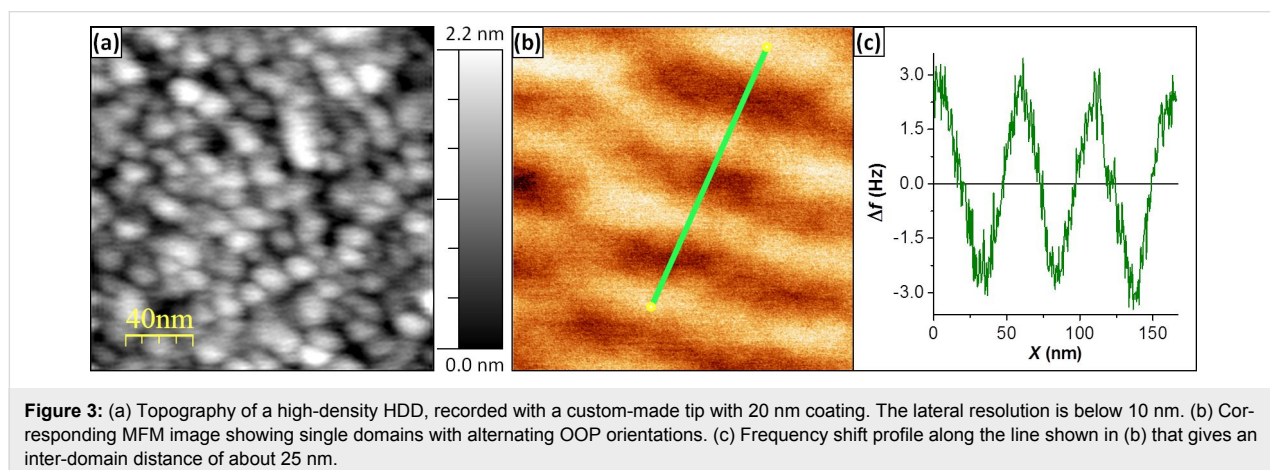 (a)
40nm
2.2 nm
0.0 nm
(b)
(c)
3.0
1.5
0.0
-1.5
-3.0
Δf (Hz)
0
50
100
150
X (nm)
Figure 3: (a) Topography of a high-density HDD, recorded with a custom-made tip with 20 nm coating. The lateral resolution is below 10 nm. (b) Cor-
responding MFM image showing single domains with alternating OOP orientations. (c) Frequency shift profile along the line shown in (b) that gives an
inter-domain distance of about 25 nm.